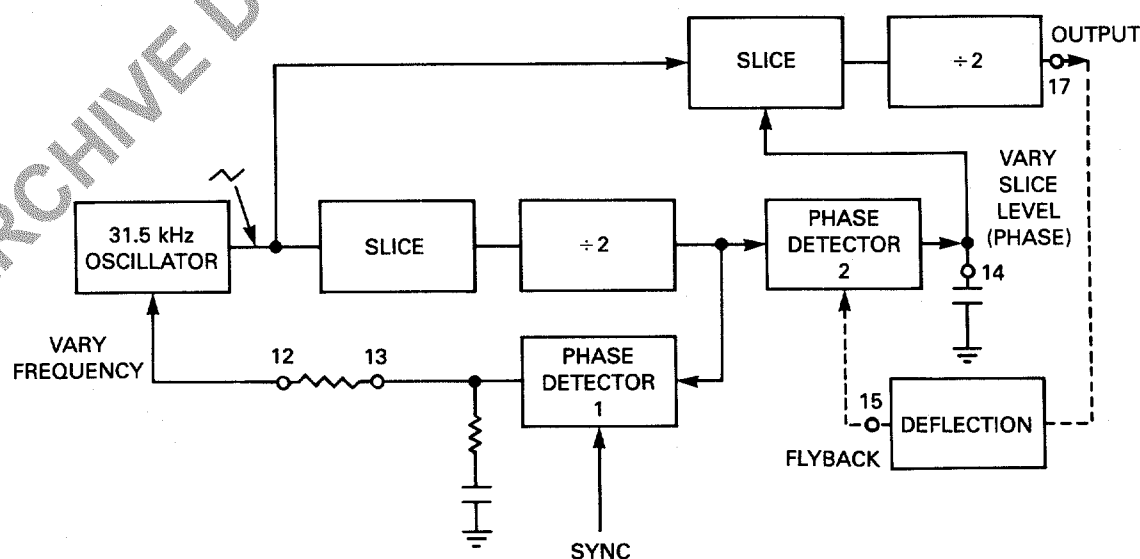 ARCHIVE D
OUTPUT
SLICE
÷2
17
VARY
SLICE
LEVEL
(PHASE)
31.5 kHz
OSCILLATOR
SLICE
÷2
PHASE
DETECTOR
2
14
VARY
FREQUENCY
12
13
PHASE
DETECTOR
1
15
DEFLECTION
FLYBACK
SYNC